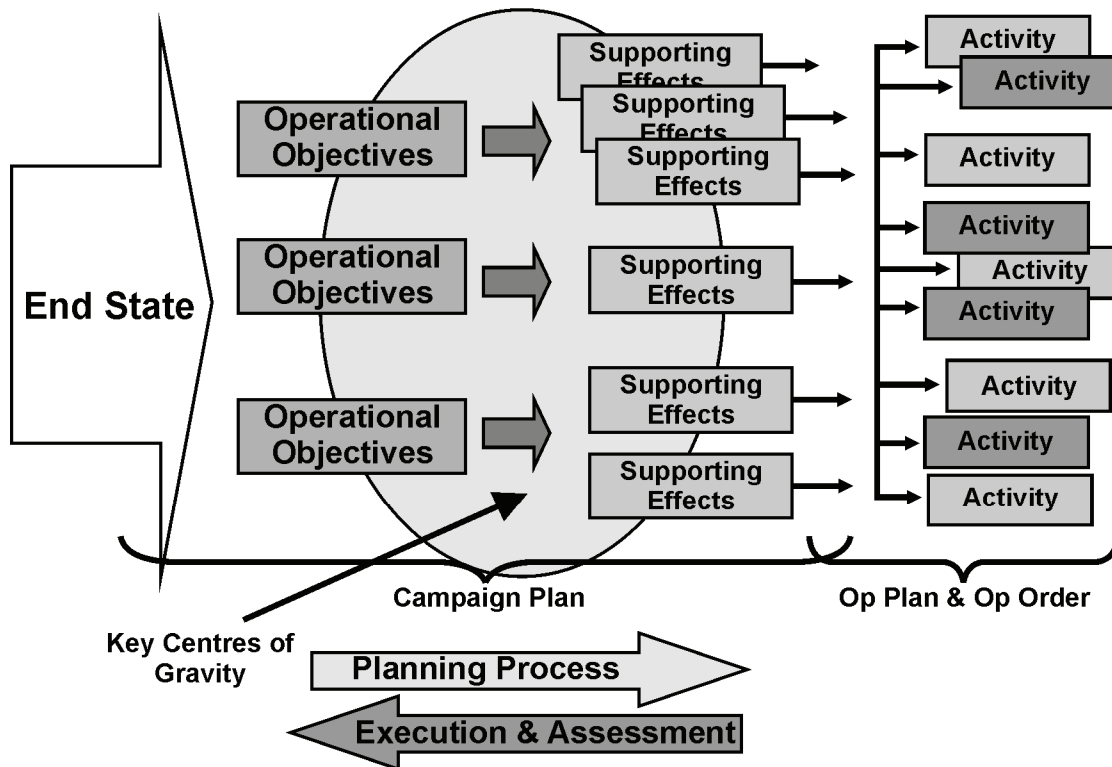 End State
Operational
Objectives
Operational
Objectives
Operational
Objectives
Supporting
Effects
Supporting
Effects
Supporting
Effects
Supporting
Effects
Supporting
Effects
Supporting
Effects
Activity
Activity
Activity
Activity
Activity
Activity
Activity
Activity
Activity
Campaign Plan
Op Plan & Op Order
Key Centres of
Gravity
Planning Process
Execution & Assessment